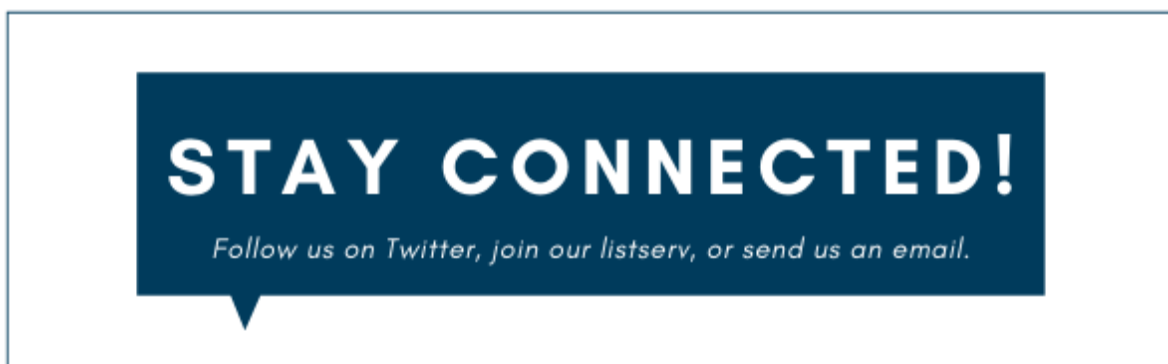 STAY CONNECTED!
Follow us on Twitter, join our listserv, or send us an email.